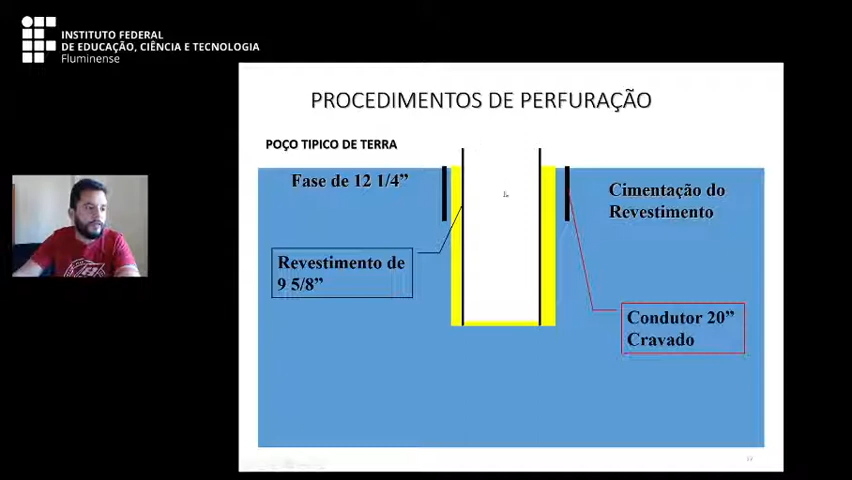 INSTITUTO FEDERAL
DE EDUCAÇÃO, CIÊNCIA E TECNOLOGIA
Fluminense
PROCEDIMENTOS DE PERFURAÇÃO
POÇO TIPICO DE TERRA
Fase de 12 1/4”
Cimentação do
Revestimento
Revestimento de
9 5/8”
Condutor 20”
Cravado